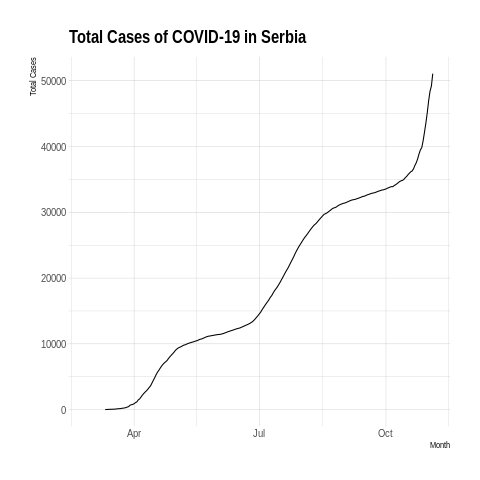 Total Cases of COVID-19 in Serbia
Total Cases
50000
40000
30000
20000
10000
0
Apr Jul Oct
Month